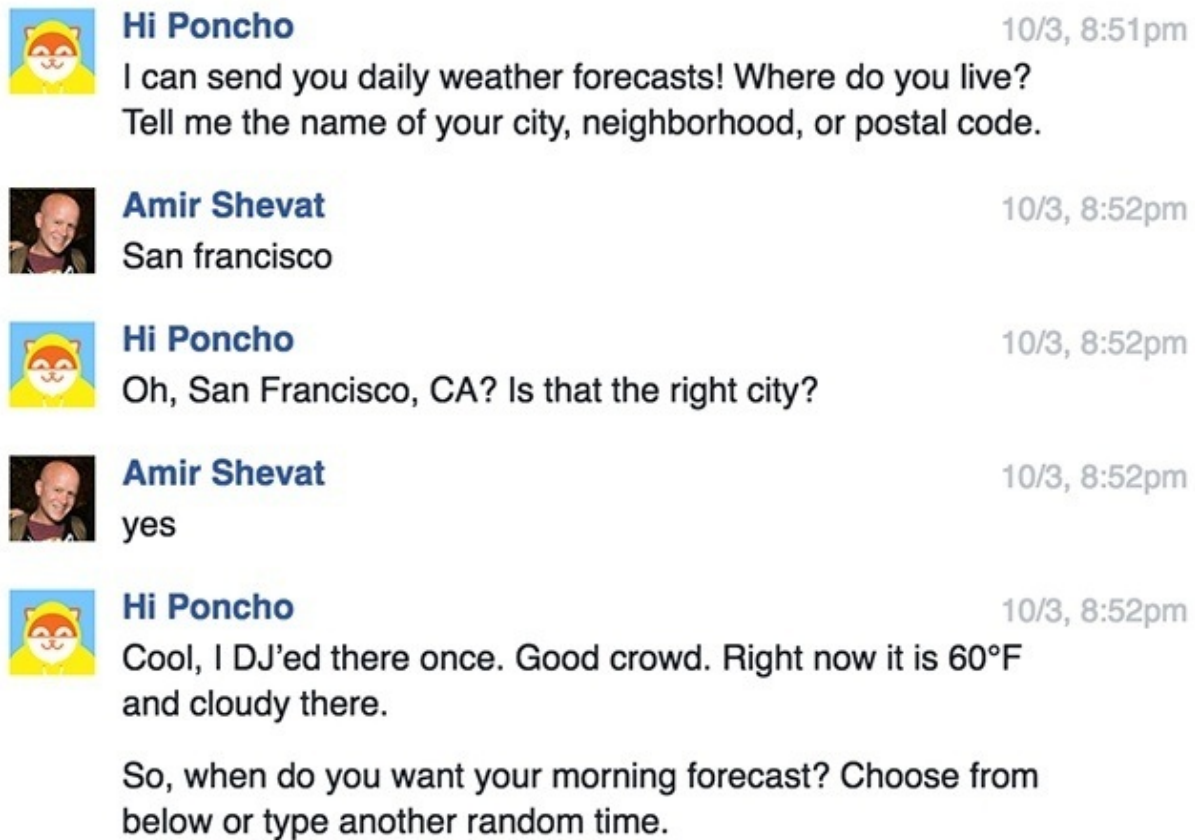 Hi Poncho
10/3, 8:51pm
I can send you daily weather forecasts! Where do you live?
Tell me the name of your city, neighborhood, or postal code.
Amir Shevat
10/3, 8:52pm
San francisco
Hi Poncho
10/3, 8:52pm
Oh, San Francisco, CA? Is that the right city?
Amir Shevat
10/3, 8:52pm
yes
Hi Poncho
10/3, 8:52pm
Cool, I DJ’ed there once. Good crowd. Right now it is 60°F
and cloudy there.
So, when do you want your morning forecast? Choose from
below or type another random time.